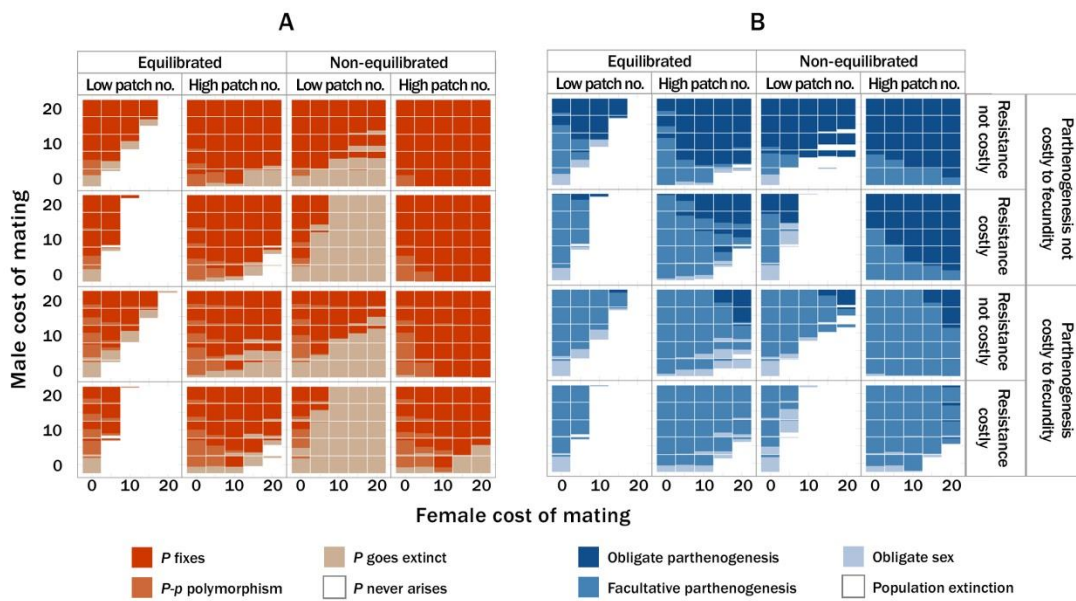 A
B
Equilibrated
Non-equilibrated
Equilibrated
Non-equilibrated
Low patch no.
High patch no.
Low patch no.
High patch no.
Low patch no.
High patch no.
Low patch no.
High patch no.
20
10
0
20
10
0
20
10
0
20
10
0
Male cost of mating
Resistance
not costly
Resistance
costly
Resistance
not costly
Resistance
costly
Parthenogenesis not
costly to fecundity
Parthenogenesis
costly to fecundity
0 10 20 0 10 20 0 10 20 0 10 20
0 10 20 0 10 20 0 10 20 0 10 20
Female cost of mating
P fixes
P goes extinct
Obligate parthenogenesis
Obligate sex
P-p polymorphism
P never arises
Facultative parthenogenesis
Population extinction